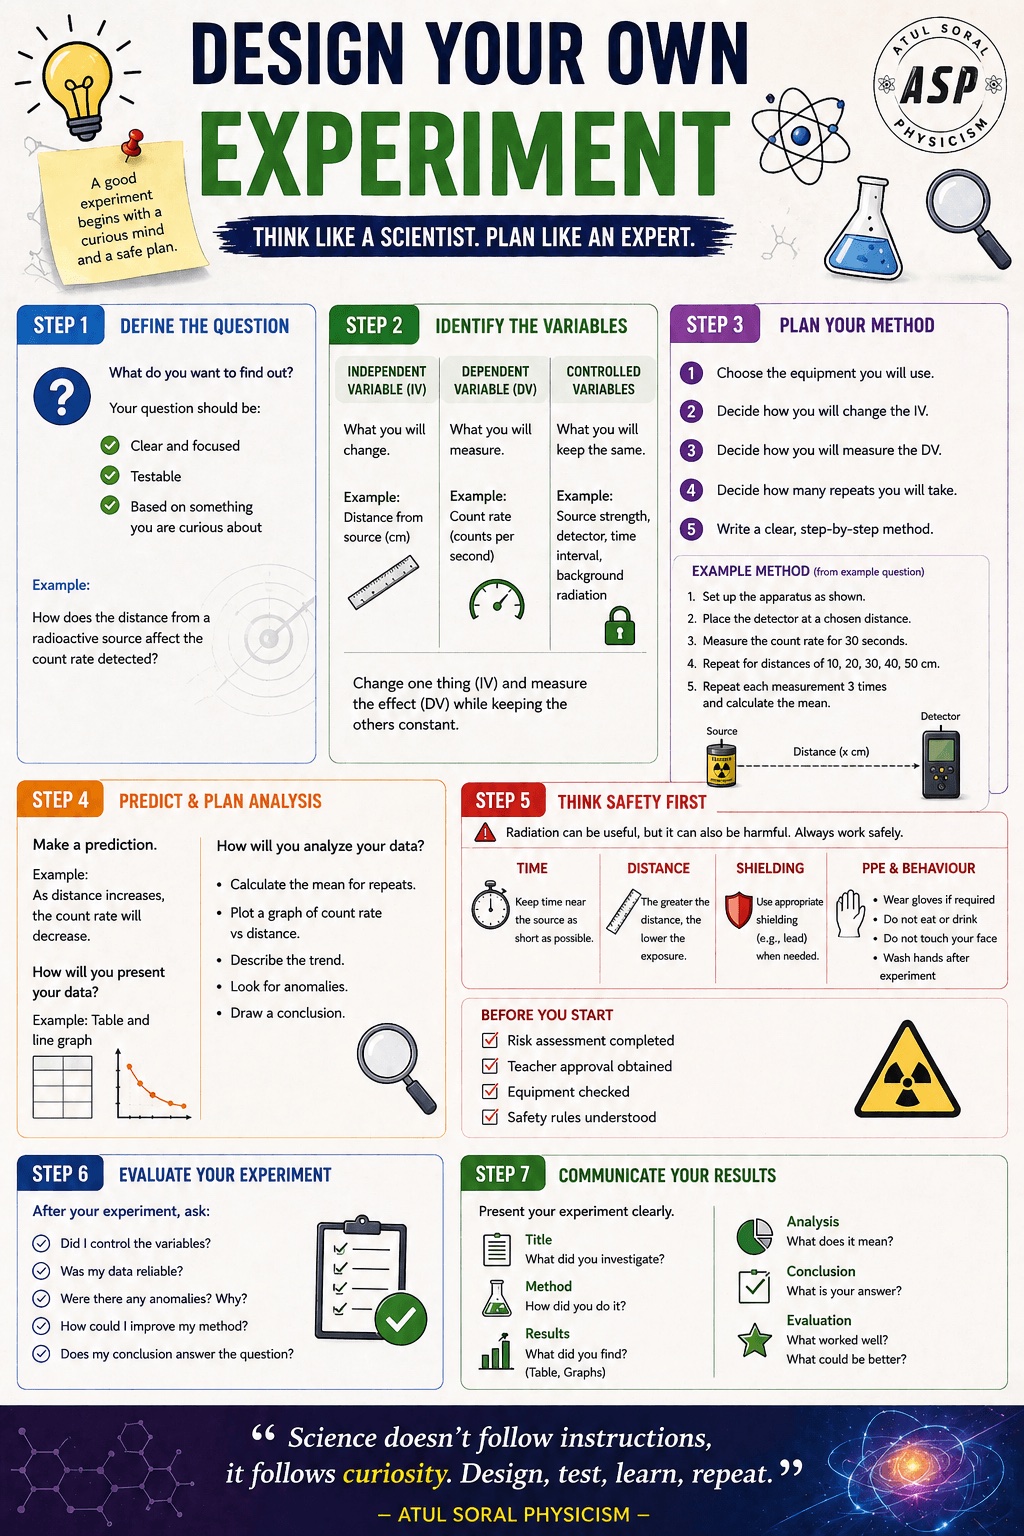 DESIGN YOUR OWN
EXPERIMENT
THINK LIKE A SCIENTIST. PLAN LIKE AN EXPERT.
ATUL SORAL
ASP
PHYSICISM
A good
experiment
begins with a
curious mind
and a safe plan.
STEP 1 DEFINE THE QUESTION
?
What do you want to find out?
Your question should be:
Clear and focused
Testable
Based on something
you are curious about
Example:
How does the distance from a
radioactive source affect the
count rate detected?
STEP 2 IDENTIFY THE VARIABLES
INDEPENDENT
VARIABLE (IV)
What you will
change.
Example:
Distance from
source (cm)
DEPENDENT
VARIABLE (DV)
What you will
measure.
Example:
Count rate
(counts per
second)
CONTROLLED
VARIABLES
What you will
keep the same.
Example:
Source strength,
detector, time
interval,
background
radiation
Change one thing (IV) and measure
the effect (DV) while keeping the
others constant.
STEP 3 PLAN YOUR METHOD
1 Choose the equipment you will use.
2 Decide how you will change the IV.
3 Decide how you will measure the DV.
4 Decide how many repeats you will take.
5 Write a clear, step-by-step method.
EXAMPLE METHOD (from example question)
1. Set up the apparatus as shown.
2. Place the detector at a chosen distance.
3. Measure the count rate for 30 seconds.
4. Repeat for distances of 10, 20, 30, 40, 50 cm.
5. Repeat each measurement 3 times
and calculate the mean.
Source
Distance (x cm)
Detector
STEP 4 PREDICT & PLAN ANALYSIS
Make a prediction.
Example:
As distance increases,
the count rate will
decrease.
How will you present
your data?
Example: Table and
line graph
How will you analyze your data?
• Calculate the mean for repeats.
• Plot a graph of count rate
vs distance.
• Describe the trend.
• Look for anomalies.
• Draw a conclusion.
STEP 5 THINK SAFETY FIRST
Radiation can be useful, but it can also be harmful. Always work safely.
TIME
Keep time near
the source as
short as possible.
DISTANCE
The greater the
distance, the
lower the
exposure.
SHIELDING
Use appropriate
shielding
(e.g., lead)
when needed.
PPE & BEHAVIOUR
• Wear gloves if required
• Do not eat or drink
• Do not touch your face
• Wash hands after
experiment
BEFORE YOU START
Risk assessment completed
Teacher approval obtained
Equipment checked
Safety rules understood
STEP 6 EVALUATE YOUR EXPERIMENT
After your experiment, ask:
Did I control the variables?
Was my data reliable?
Were there any anomalies? Why?
How could I improve my method?
Does my conclusion answer the question?
STEP 7 COMMUNICATE YOUR RESULTS
Present your experiment clearly.
Title
What did you investigate?
Method
How did you do it?
Results
What did you find?
(Table, Graphs)
Analysis
What does it mean?
Conclusion
What is your answer?
Evaluation
What worked well?
What could be better?
“ Science doesn’t follow instructions,
it follows curiosity. Design, test, learn, repeat. ”
– ATUL SORAL PHYSICISM –